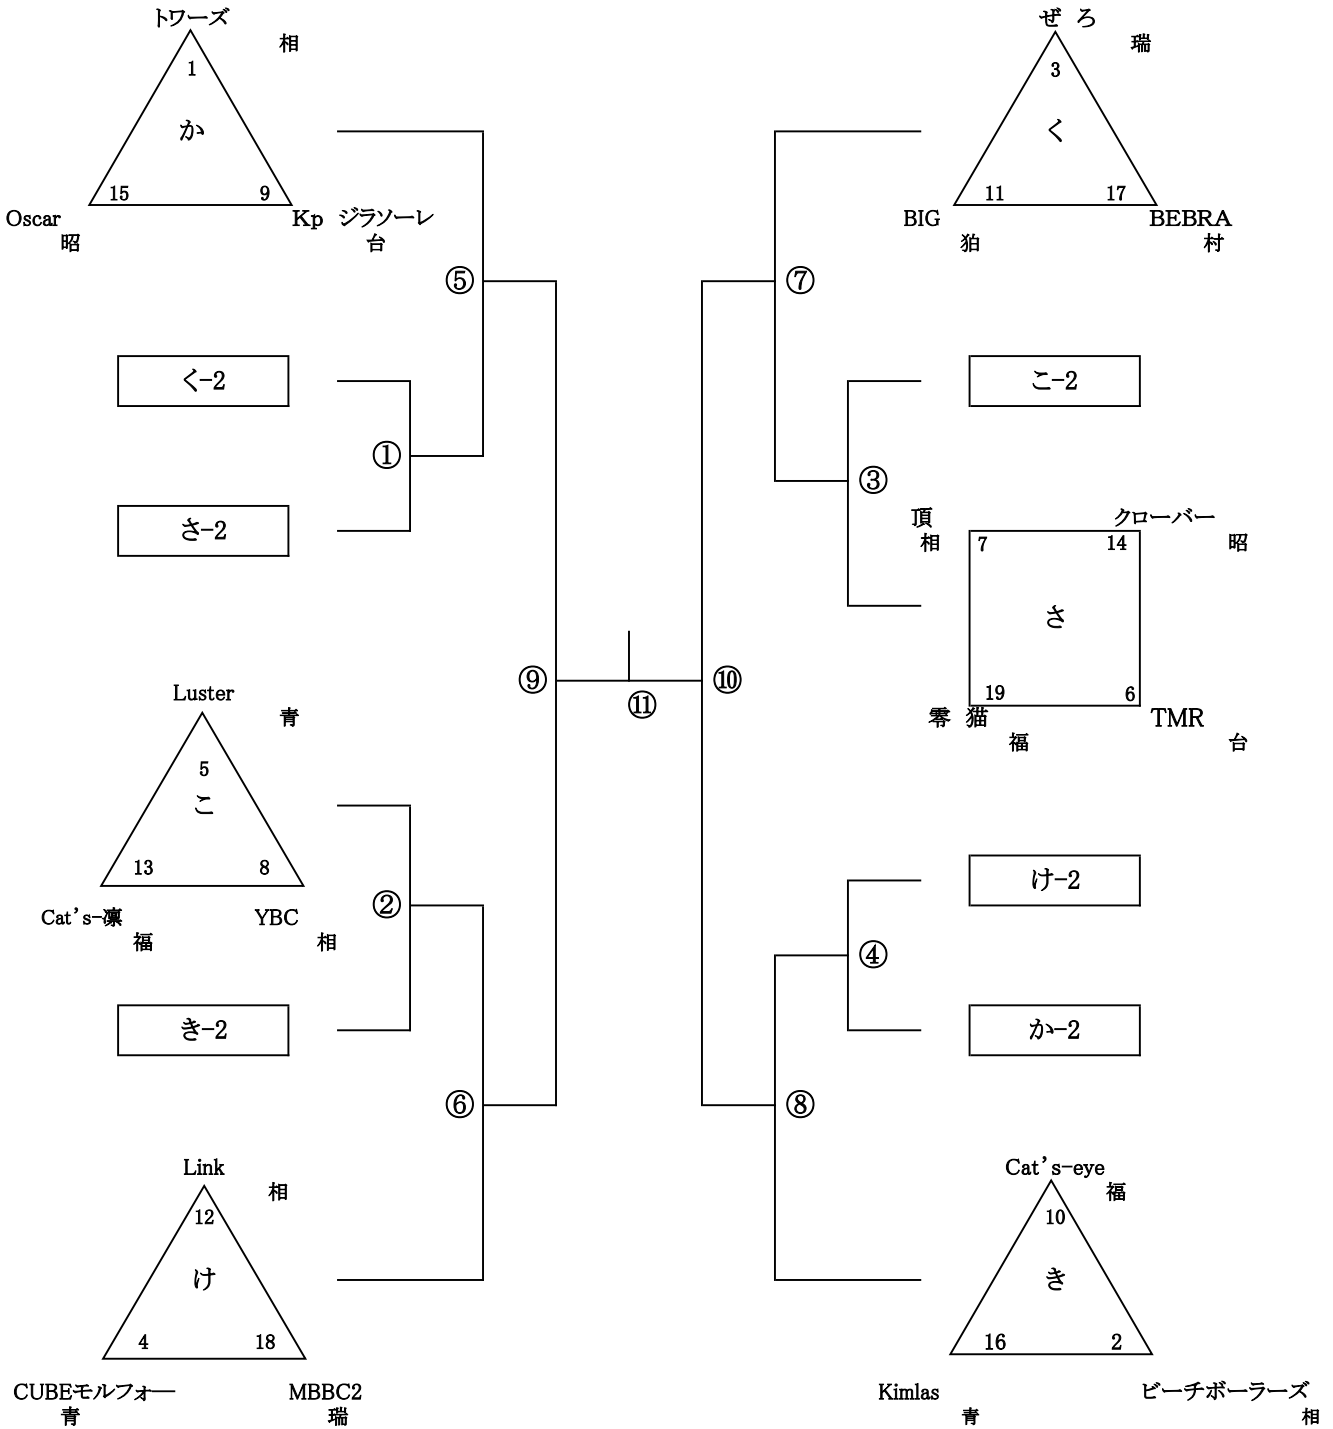 トワーズ
相
1
か
15 9
Oscar
昭
Kp ジラソーレ
台
⑤
く-2
①
さ-2
Luster
青
5
こ
13 8
Cat's-凛
福
YBC
相
②
き-2
⑥
Link
相
12
け
4 18
CUBEモルフォー
青
MBBC2
瑞
⑨
⑪
⑩
ぜ ろ
瑞
3
く
11 17
BIG
狛
BEBRA
村
⑦
こ-2
③
頂
相
クローバー
昭
7 14
さ
19 6
零 猫
福
TMR
台
け-2
④
か-2
⑧
Cat's-eye
福
10
き
16 2
Kimlas
青
ビーチボーラーズ
相